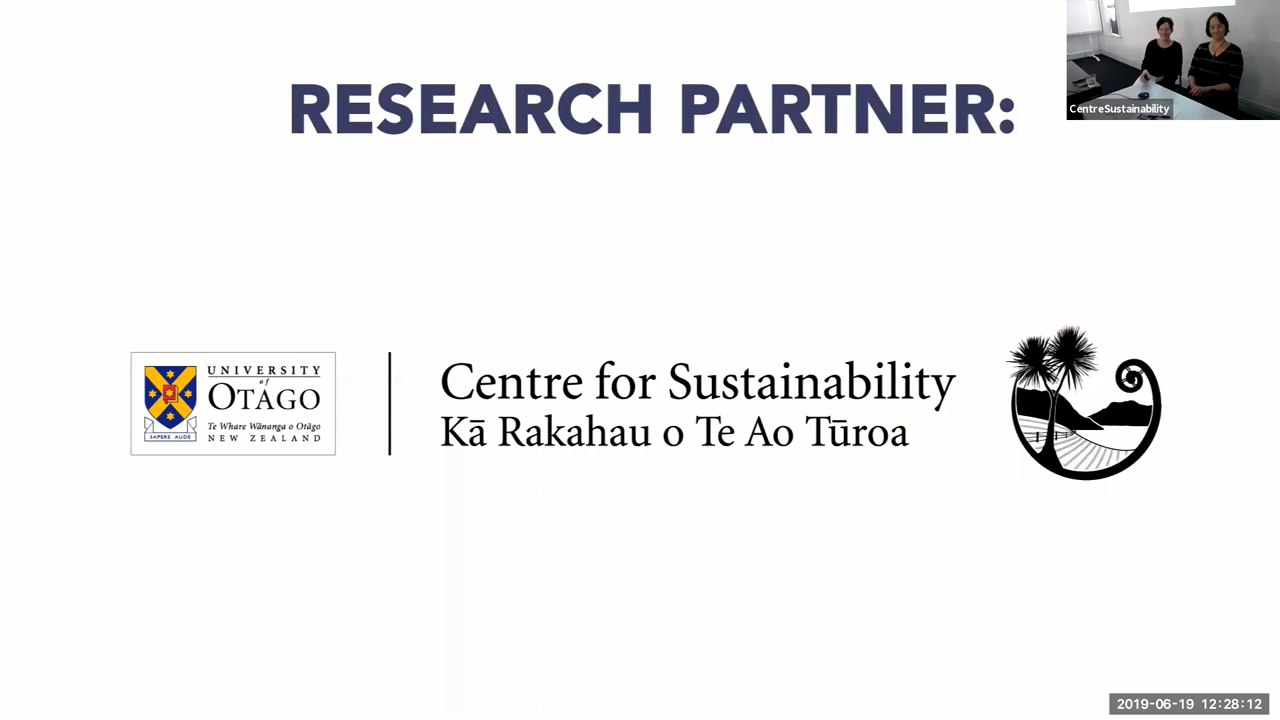 RESEARCH PARTNER:
CentreSustainability
UNIVERSITY
of
OTAGO
Te Whare Wānanga o Otāgo
NEW ZEALAND
SAPERE AUDE
Centre for Sustainability
Kā Rakahau o Te Ao Tūroa
2019-06-19 12:28:12